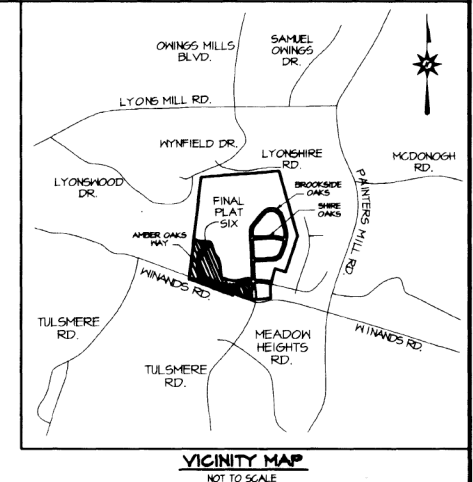 OWINGS MILLS
BLVD.
SAMUEL
OWINGS
DR.
LYONS MILL RD.
WYNFIELD DR.
LYONSHIRE
RD.
MCDONOGH
RD.
LYONSWOOD
DR.
BROOKSIDE
OAKS
SHIRE
OAKS
FINAL
PLAT
SIX
PAINTERS MILL RD.
AMBER OAKS
WAY
WINANDS RD.
WINANDS RD.
TULSMERE
RD.
MEADOW
HEIGHTS
RD.
TULSMERE
RD.
VICINITY MAP
NOT TO SCALE